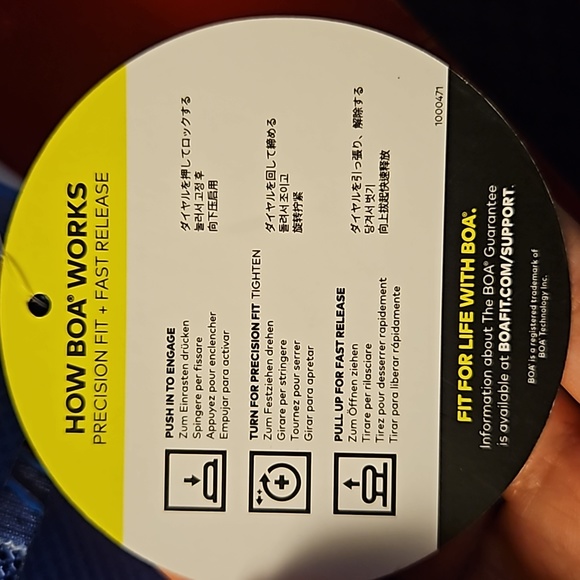 HOW BOA® WORKS
PRECISION FIT + FAST RELEASE
PUSH IN TO ENGAGE
Zum Einrasten drücken
Spingere per fissare
Appuyez pour enclencher
Empujar para activar
ダイヤルを押してロックする
눌러서 고정 후
向下压启用
TURN FOR PRECISION FIT TIGHTEN
Zum Festziehen drehen
Girare per stringere
Tournez pour serrer
Girar para apretar
ダイヤルを回して締める
돌려서 조이고
旋转拧紧
PULL UP FOR FAST RELEASE
Zum Öffnen ziehen
Tirare per rilasciare
Tirez pour desserrer rapidement
Tirar para liberar rápidamente
ダイヤルを引っ張り、解除する
당겨서 벗기
向上拔起快速释放
1000471
FIT FOR LIFE WITH BOA®.
Information about The BOA® Guarantee
is available at BOAFIT.COM/SUPPORT.
BOA® is a registered trademark of
BOA® Technology Inc.